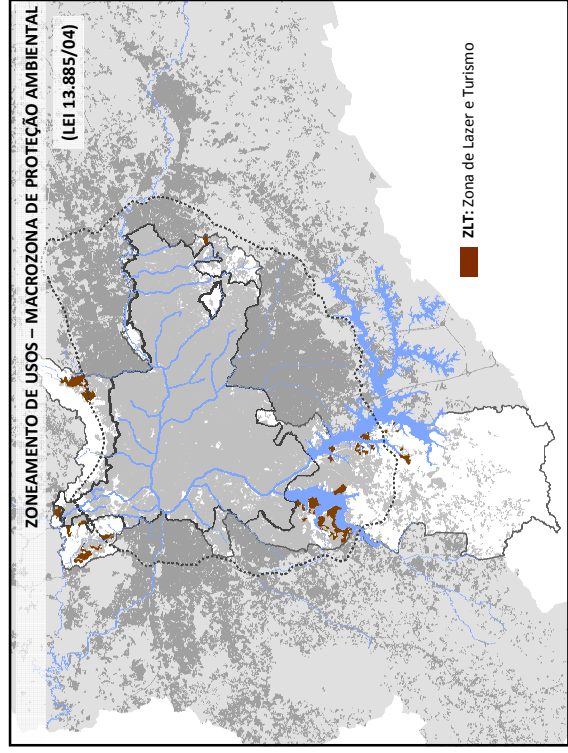 ZONEAMENTO DE USOS – MACROZONA DE PROTEÇÃO AMBIENTAL
(LEI 13.885/04)
ZLT: Zona de Lazer e Turismo